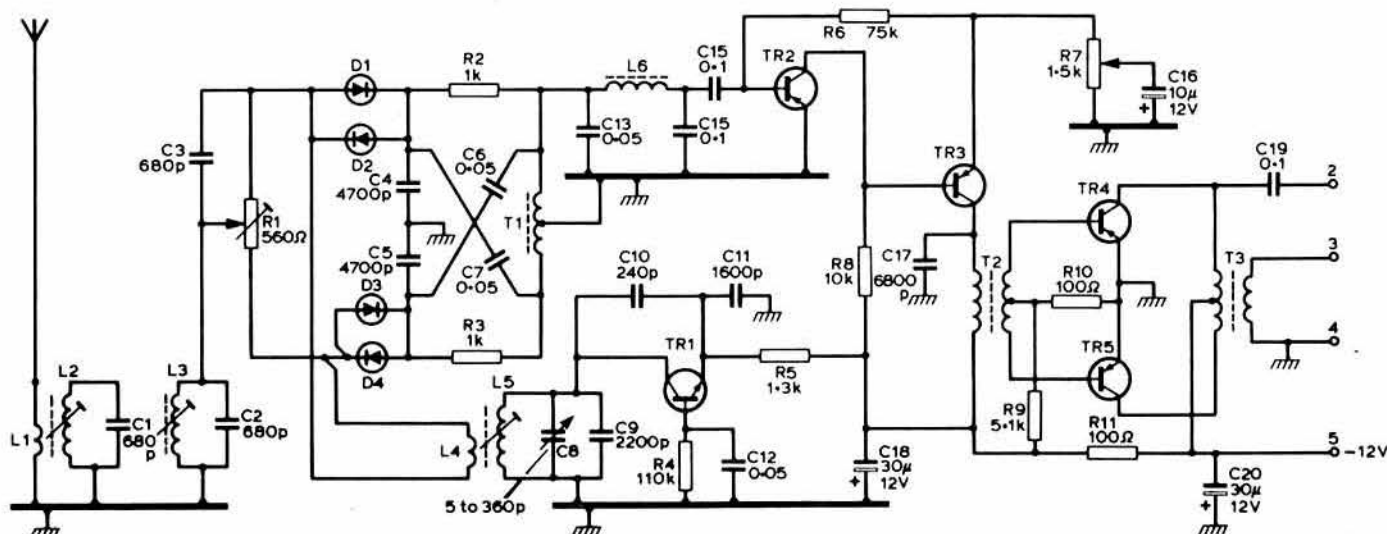 R6 75k
R7
1·5k
C16
10μ
12V
+
D1
R2
1k
L6
C15
0·1
TR2
D2
C3
680p
C4
4700p
C6
0·05
C13
0·05
C15
0·1
TR3
C19
0·1
2
R1
560Ω
T1
TR4
C5
4700p
C7
0·05
C10
240p
C11
1600p
R8
10k
C17
6800
p
T2
R10
100Ω
T3
3
D3
D4
R3
1k
TR1
R5
1·3k
TR5
4
L1
L2
C1
680
p
L3
C2
680p
L4
L5
C8
C9
2200p
5 to 360p
R4
110k
C12
0·05
C18
30μ
12V
+
R9
5·1k
R11
100Ω
5
-12V
C20
30μ
12V
+